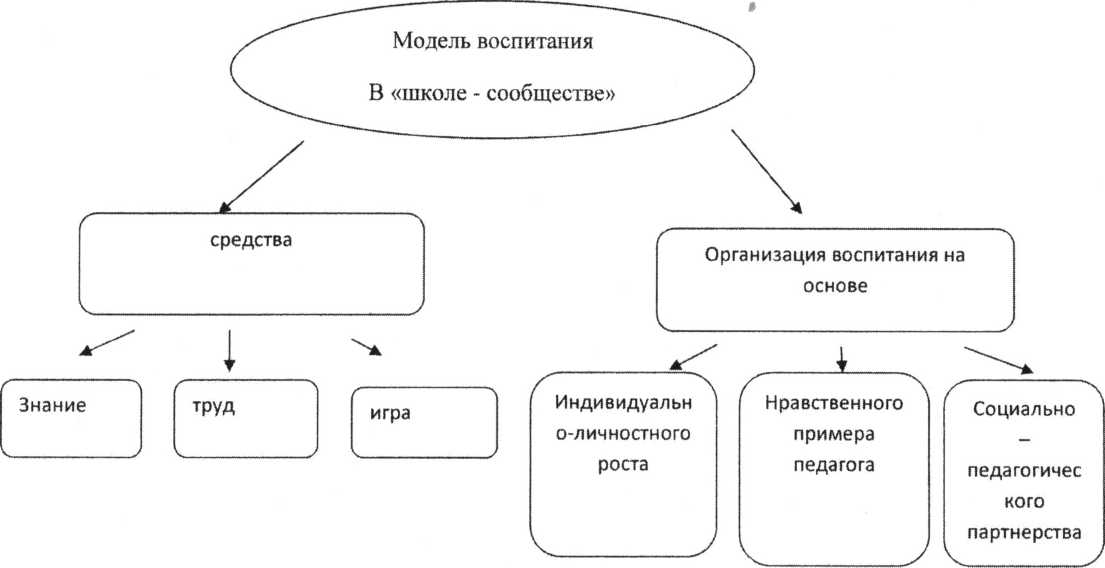 Модель воспитания
В «школе - сообществе»
средства
Организация воспитания на
основе
Знание
труд
игра
Индивидуальн
о-личностного
роста
Нравственного
примера
педагога
Социально
–
педагогичес
кого
партнерства